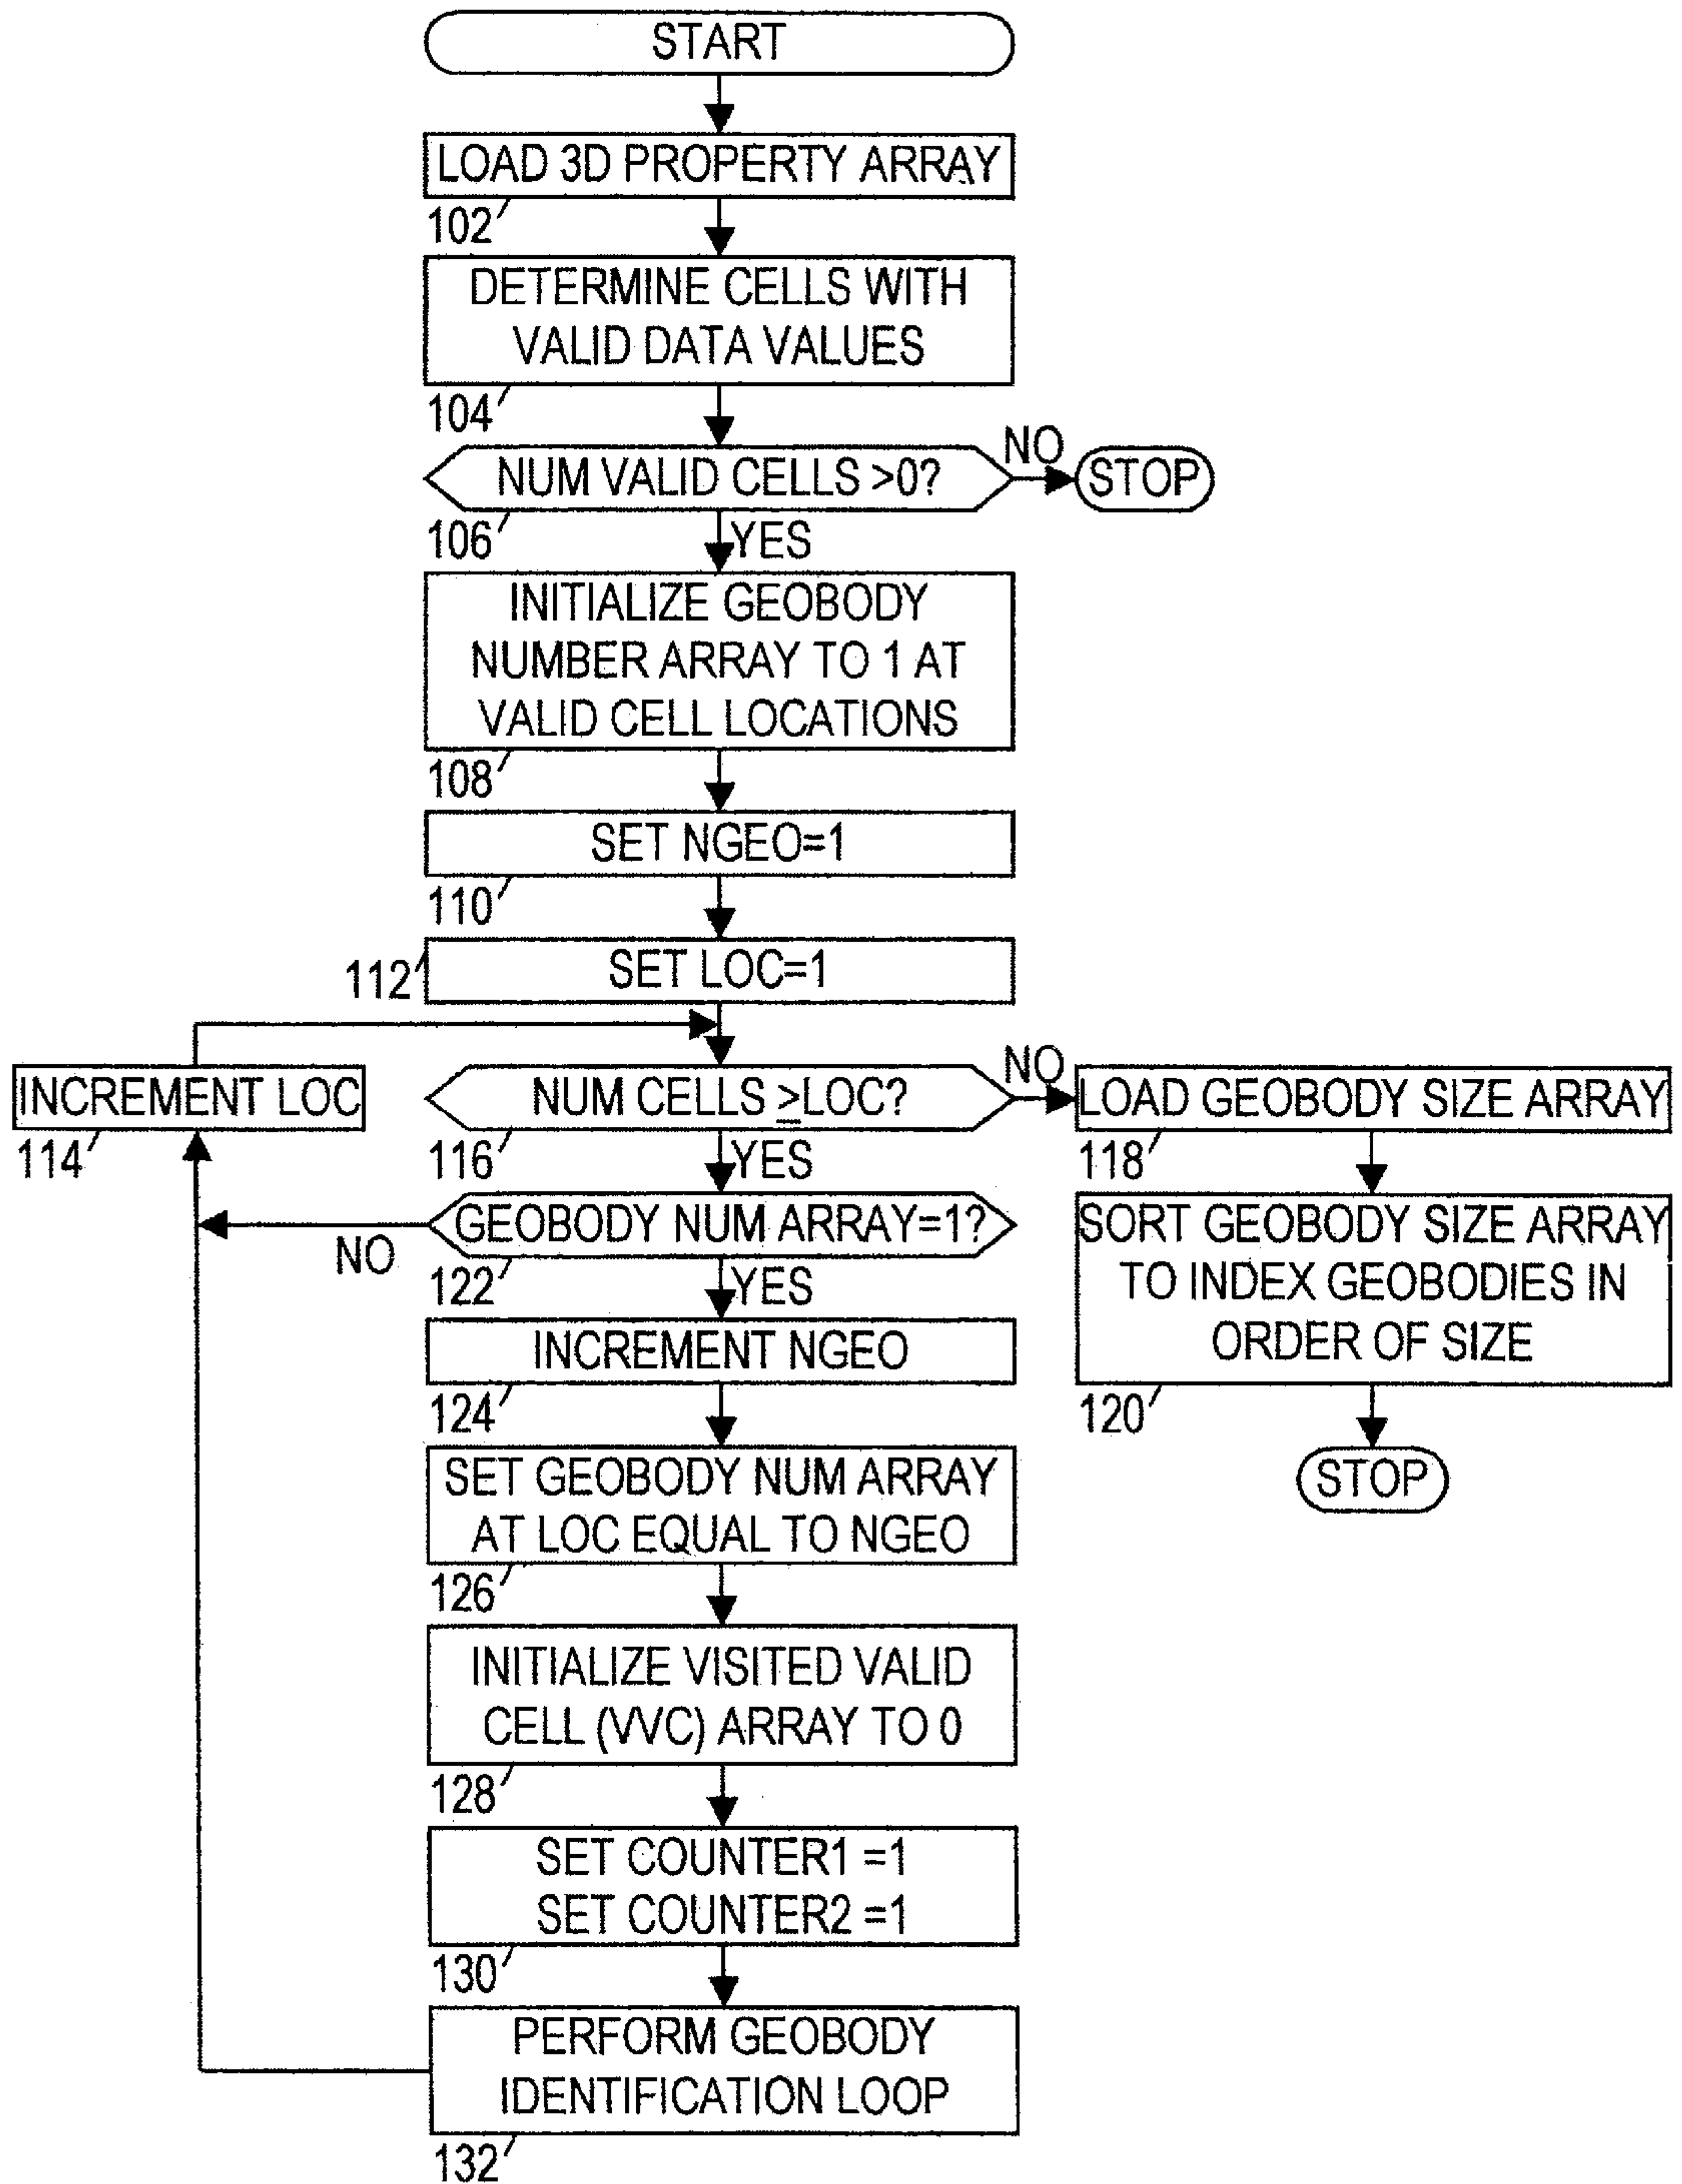 START
LOAD 3D PROPERTY ARRAY
102
DETERMINE CELLS WITH
VALID DATA VALUES
104
NUM VALID CELLS >0?
NO
STOP
106
YES
INITIALIZE GEOBODY
NUMBER ARRAY TO 1 AT
VALID CELL LOCATIONS
108
SET NGEO=1
110
SET LOC=1
112
INCREMENT LOC
114
NUM CELLS ≥LOC?
NO
116
YES
LOAD GEOBODY SIZE ARRAY
118
GEOBODY NUM ARRAY=1?
NO
122
YES
SORT GEOBODY SIZE ARRAY
TO INDEX GEOBODIES IN
ORDER OF SIZE
120
STOP
INCREMENT NGEO
124
SET GEOBODY NUM ARRAY
AT LOC EQUAL TO NGEO
126
INITIALIZE VISITED VALID
CELL (VVC) ARRAY TO 0
128
SET COUNTER1 =1
SET COUNTER2 =1
130
PERFORM GEOBODY
IDENTIFICATION LOOP
132